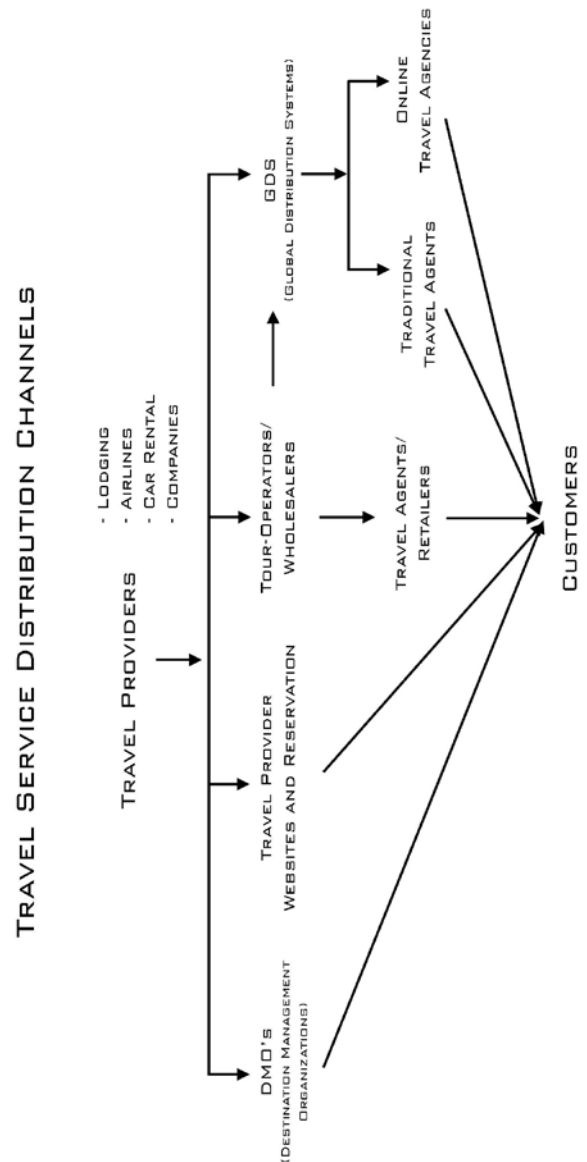 TRAVEL SERVICE DISTRIBUTION CHANNELS
TRAVEL PROVIDERS
- LODGING
- AIRLINES
- CAR RENTAL
- COMPANIES
DMO's
(DESTINATION MANAGEMENT
ORGANIZATIONS)
TRAVEL PROVIDER
WEBSITES AND RESERVATION
TOUR-OPERATORS/
WHOLESALERS
GDS
(GLOBAL DISTRIBUTION SYSTEMS)
TRAVEL AGENTS/
RETAILERS
TRADITIONAL
TRAVEL AGENTS
ONLINE
TRAVEL AGENCIES
CUSTOMERS